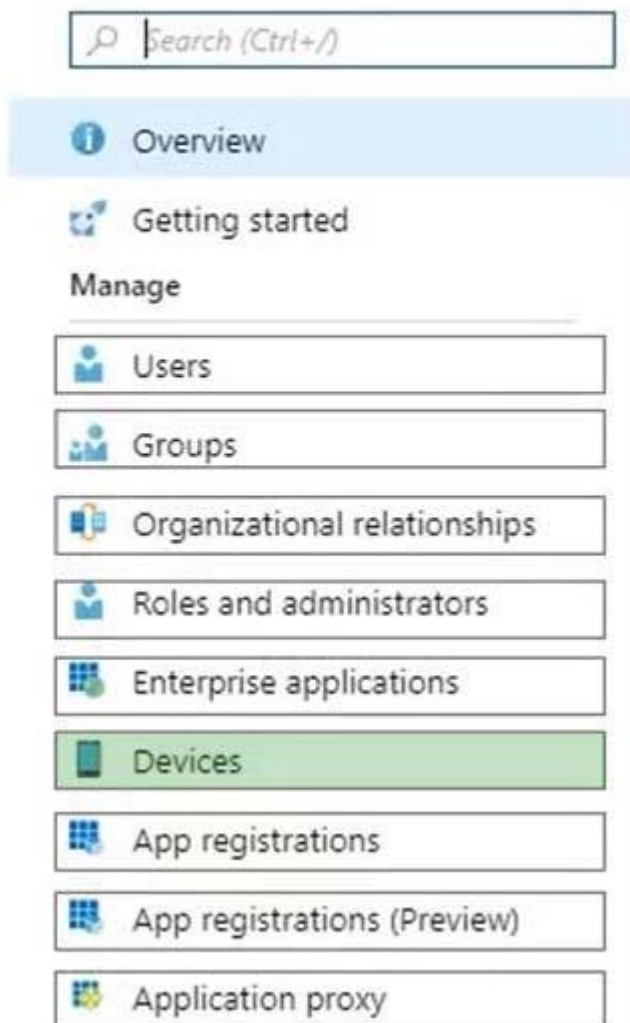 Search (Ctrl+/)
Overview
Getting started
Manage
Users
Groups
Organizational relationships
Roles and administrators
Enterprise applications
Devices
App registrations
App registrations (Preview)
Application proxy